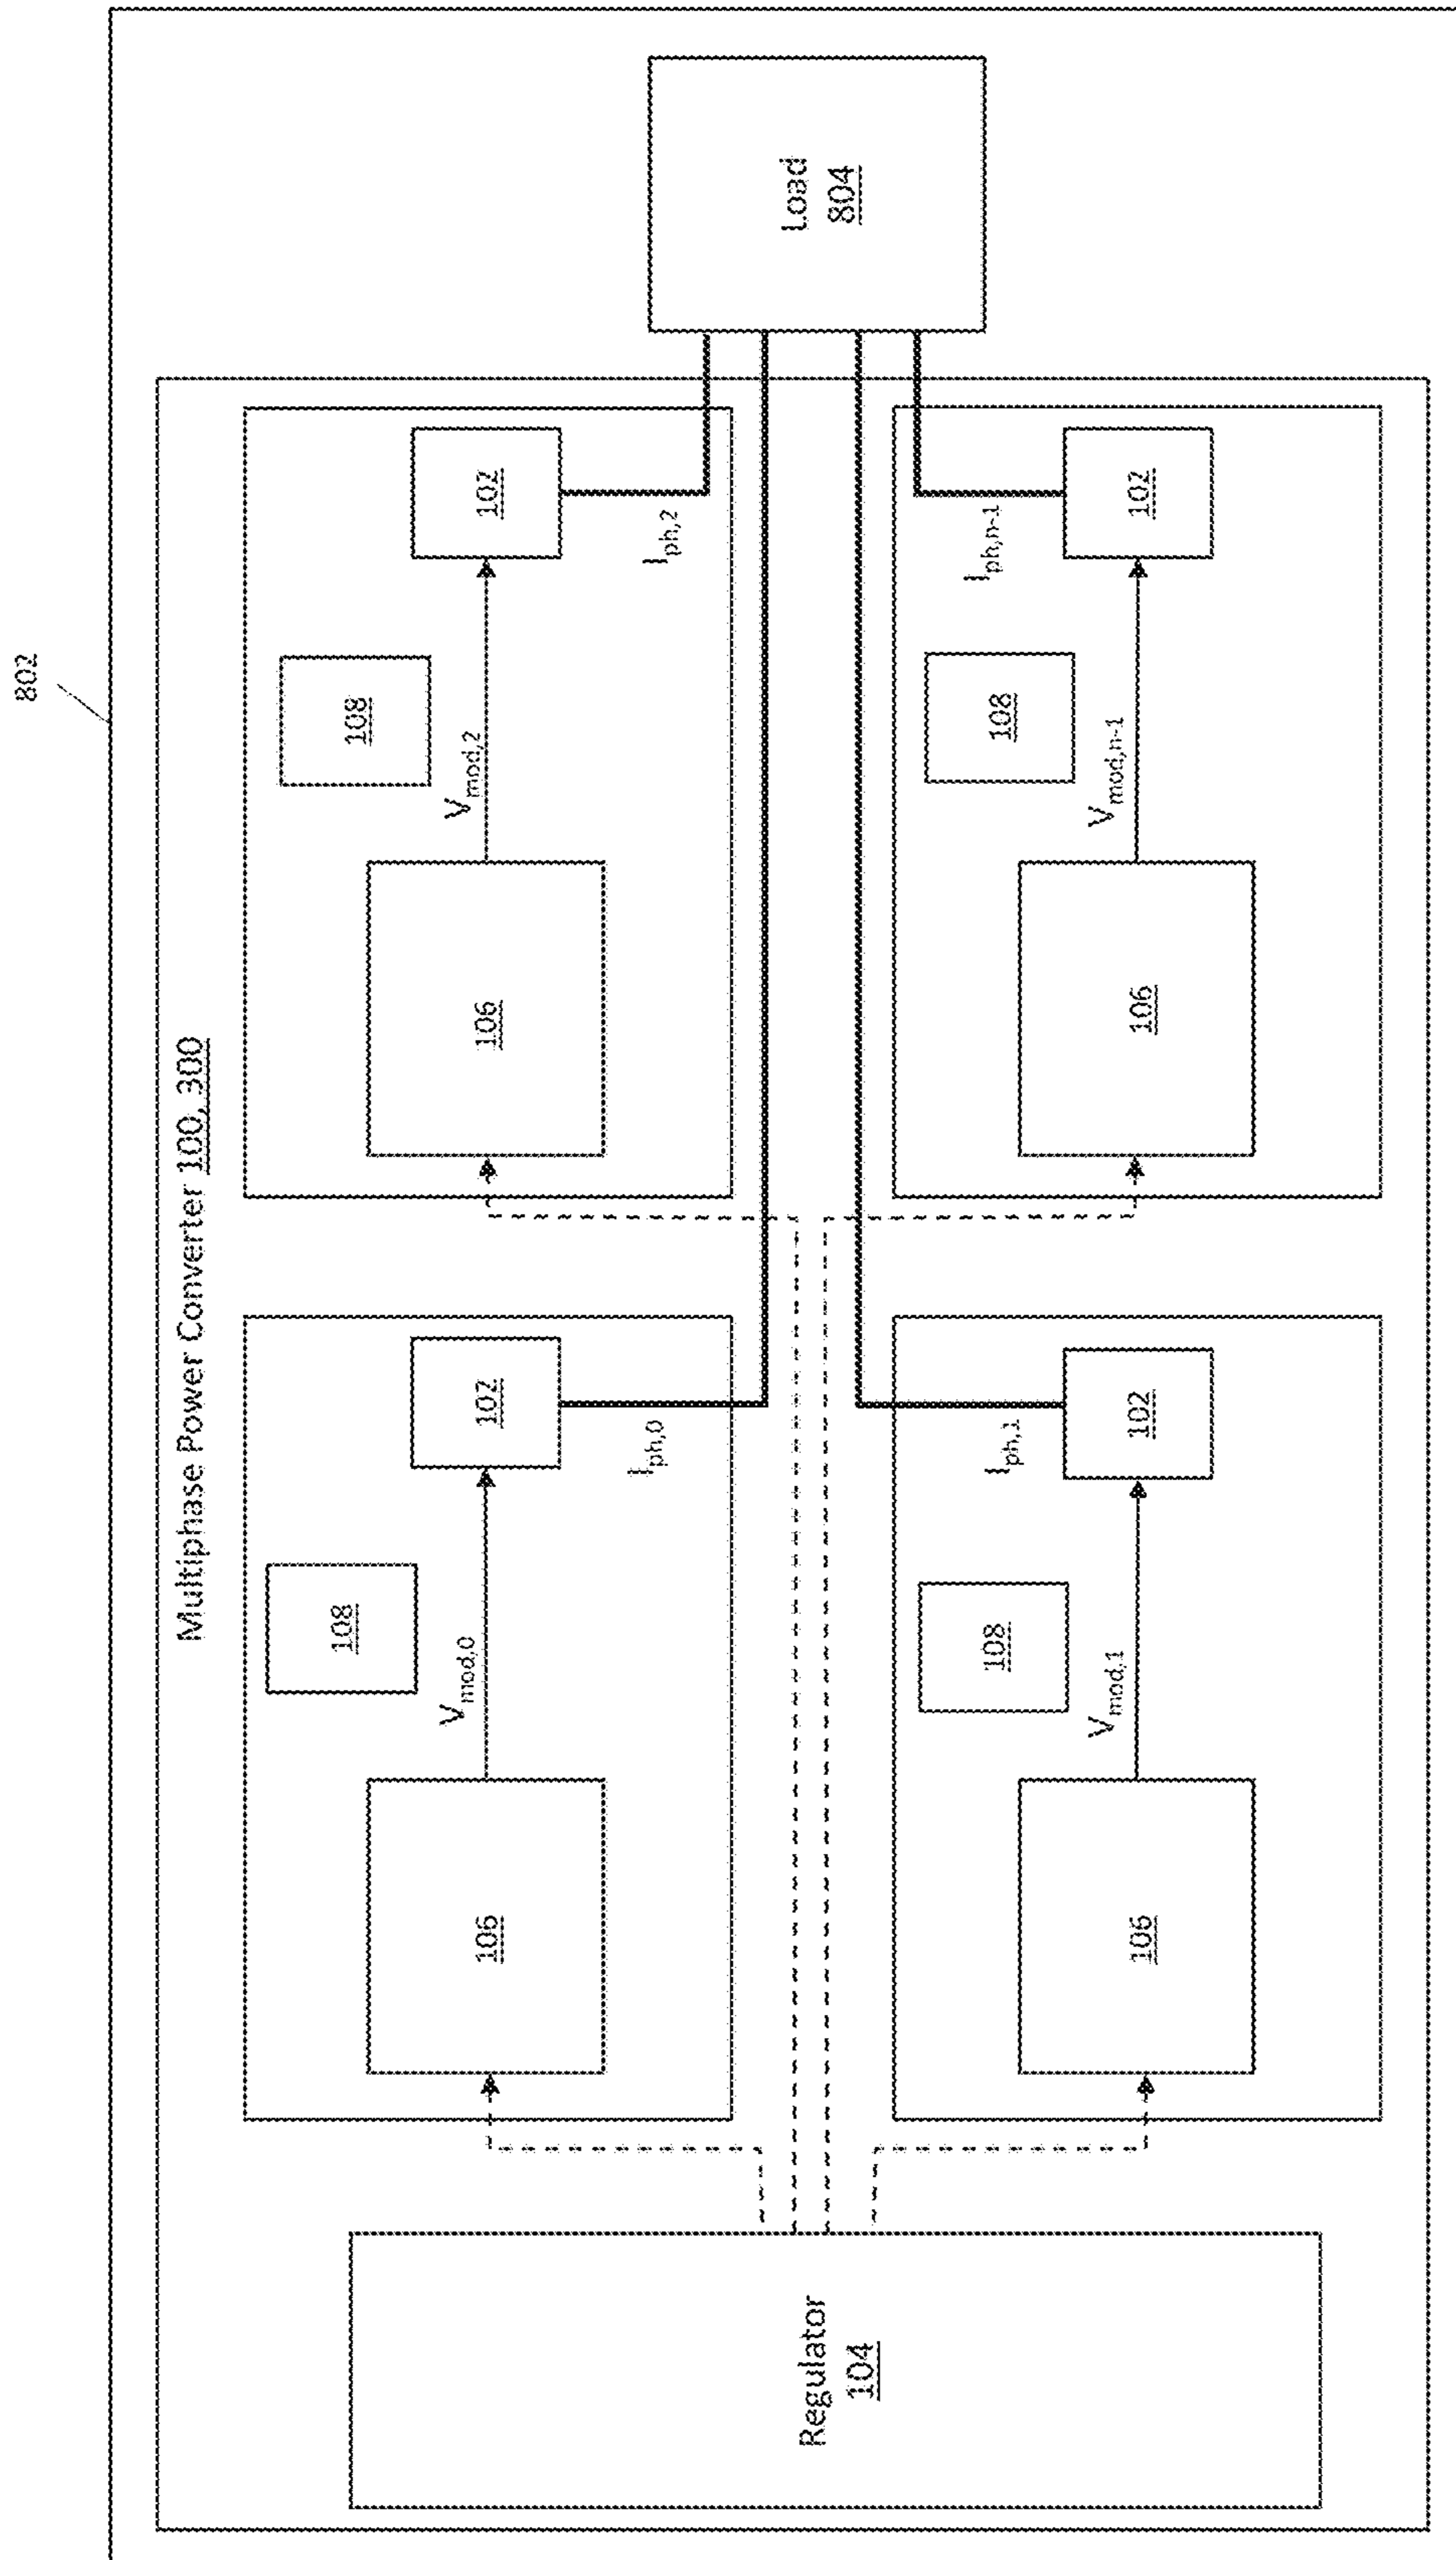 802
Multiphase Power Converter 100, 300
Regulator
104
106
V_mod,0
108
102
I_ph,0
106
V_mod,2
108
102
I_ph,2
106
V_mod,1
108
102
I_ph,1
106
V_mod,n-1
108
102
I_ph,n-1
Load
804